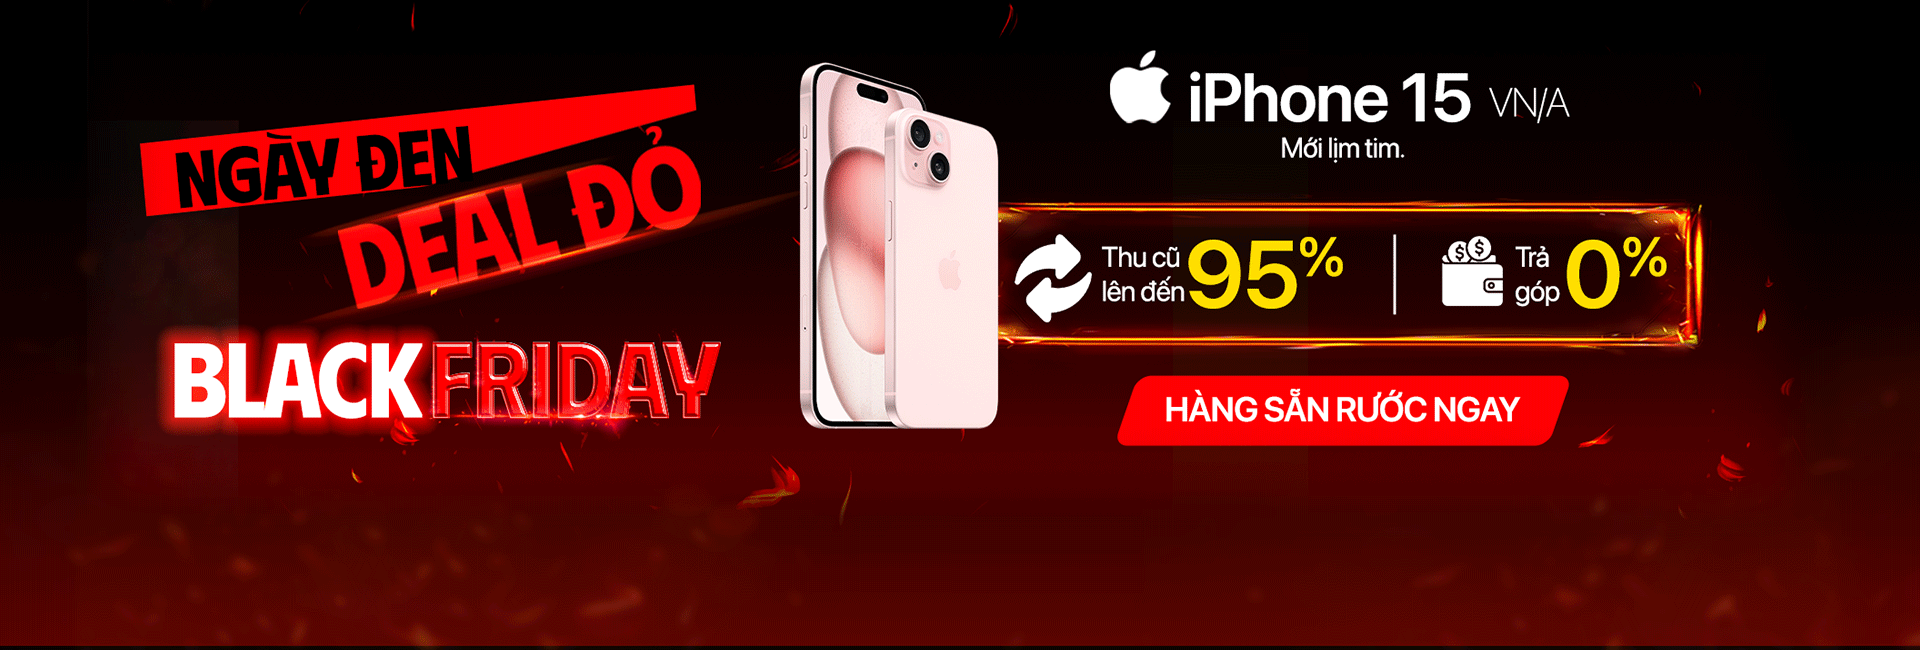 NGÀY ĐEN
DEAL ĐỎ
BLACK FRIDAY
iPhone 15 VN/A
Mới lịm tim.
Thu cũ
lên đến 95%
Trả
góp 0%
HÀNG SẴN RƯỚC NGAY